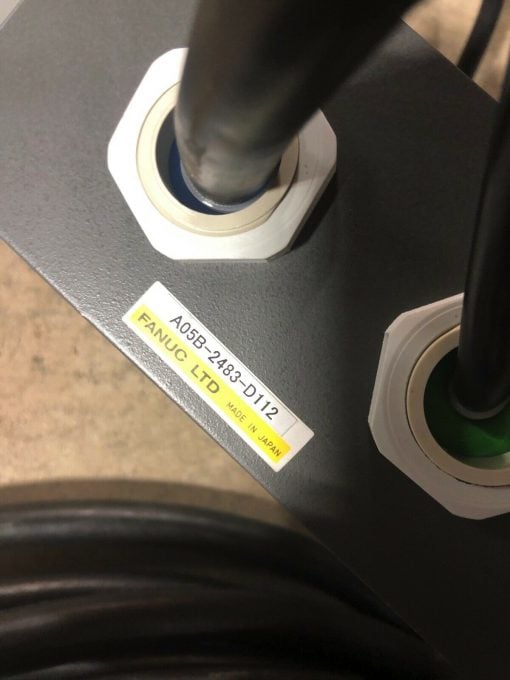 A05B-2483-D112
FANUC LTD MADE IN JAPAN